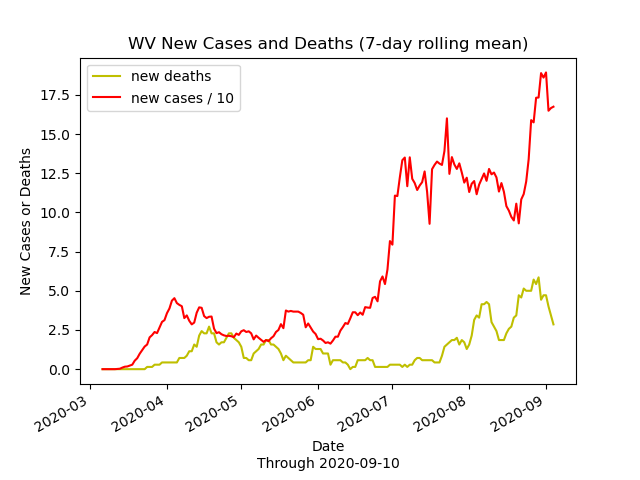 WV New Cases and Deaths (7-day rolling mean)
new deaths
new cases / 10
17.5
15.0
12.5
10.0
7.5
5.0
2.5
0.0
New Cases or Deaths
2020-03
2020-04
2020-05
2020-06
2020-07
2020-08
2020-09
Date
Through 2020-09-10